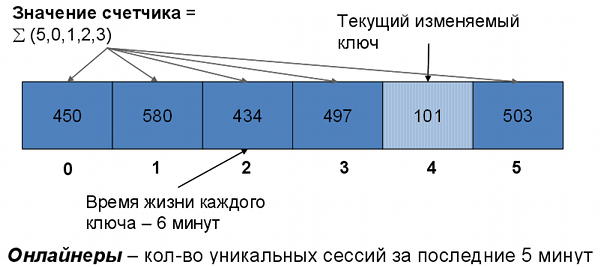 Значение счетчика =
Σ (5,0,1,2,3)
Текущий изменяемый
ключ
450 580 434 497 101 503
0 1 2 3 4 5
Время жизни каждого
ключа – 6 минут
Онлайнеры – кол-во уникальных сессий за последние 5 минут